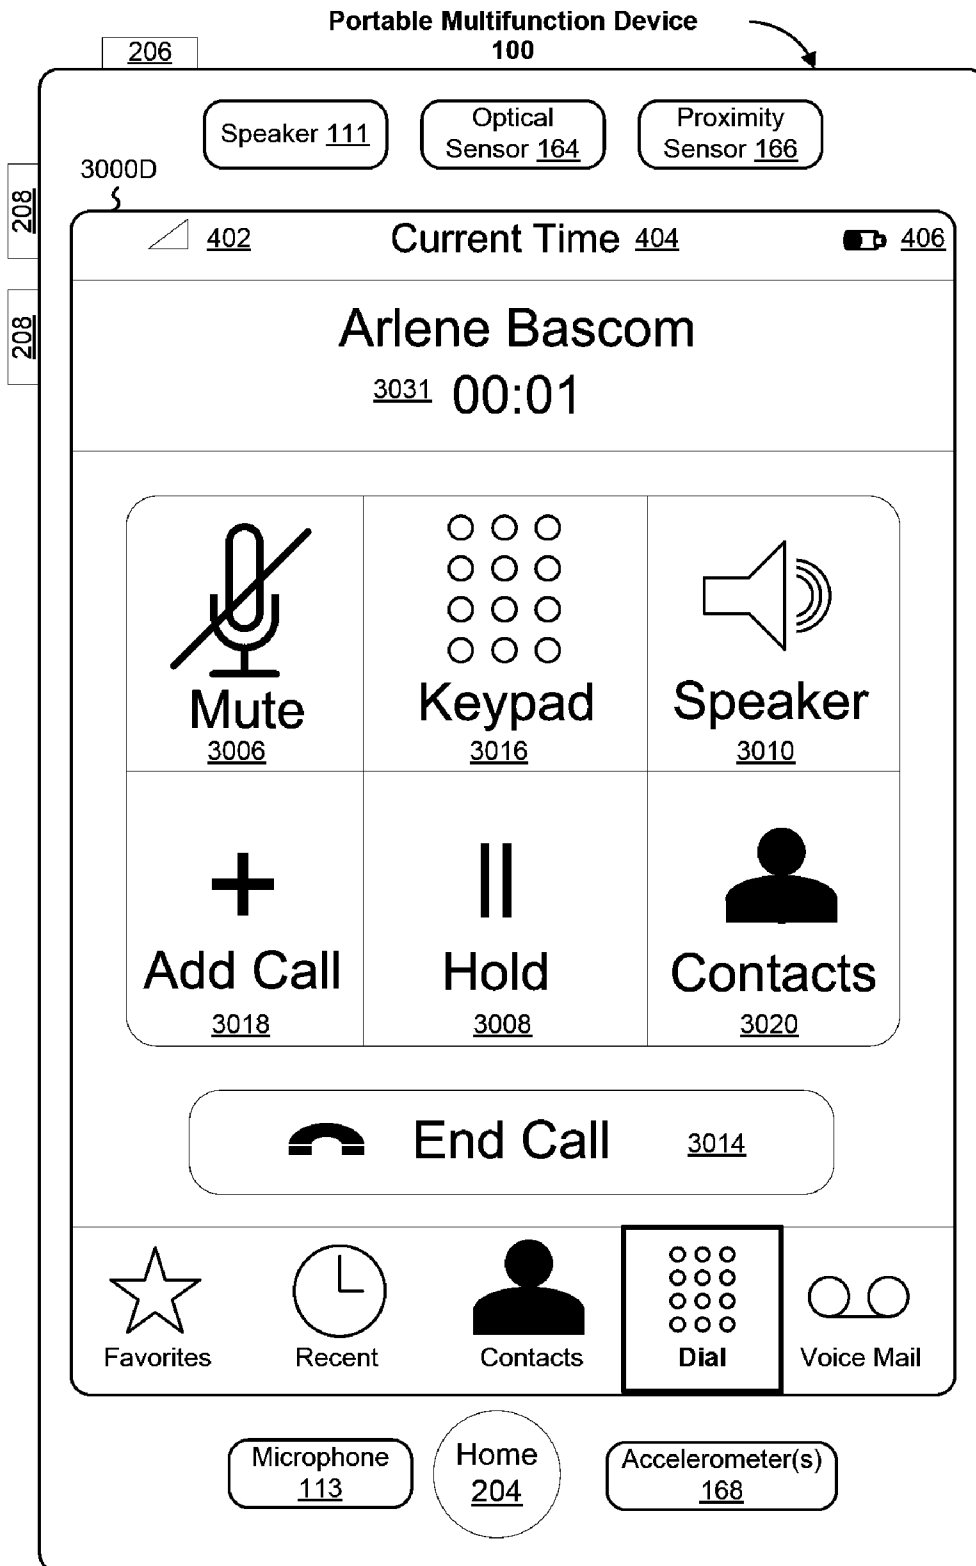 Portable Multifunction Device
100
206
Speaker 111
Optical
Sensor 164
Proximity
Sensor 166
3000D
208
208
402
Current Time 404
406
Arlene Bascom
3031 00:01
Mute
3006
Keypad
3016
Speaker
3010
Add Call
3018
Hold
3008
Contacts
3020
End Call 3014
Favorites
Recent
Contacts
Dial
Voice Mail
Microphone
113
Home
204
Accelerometer(s)
168